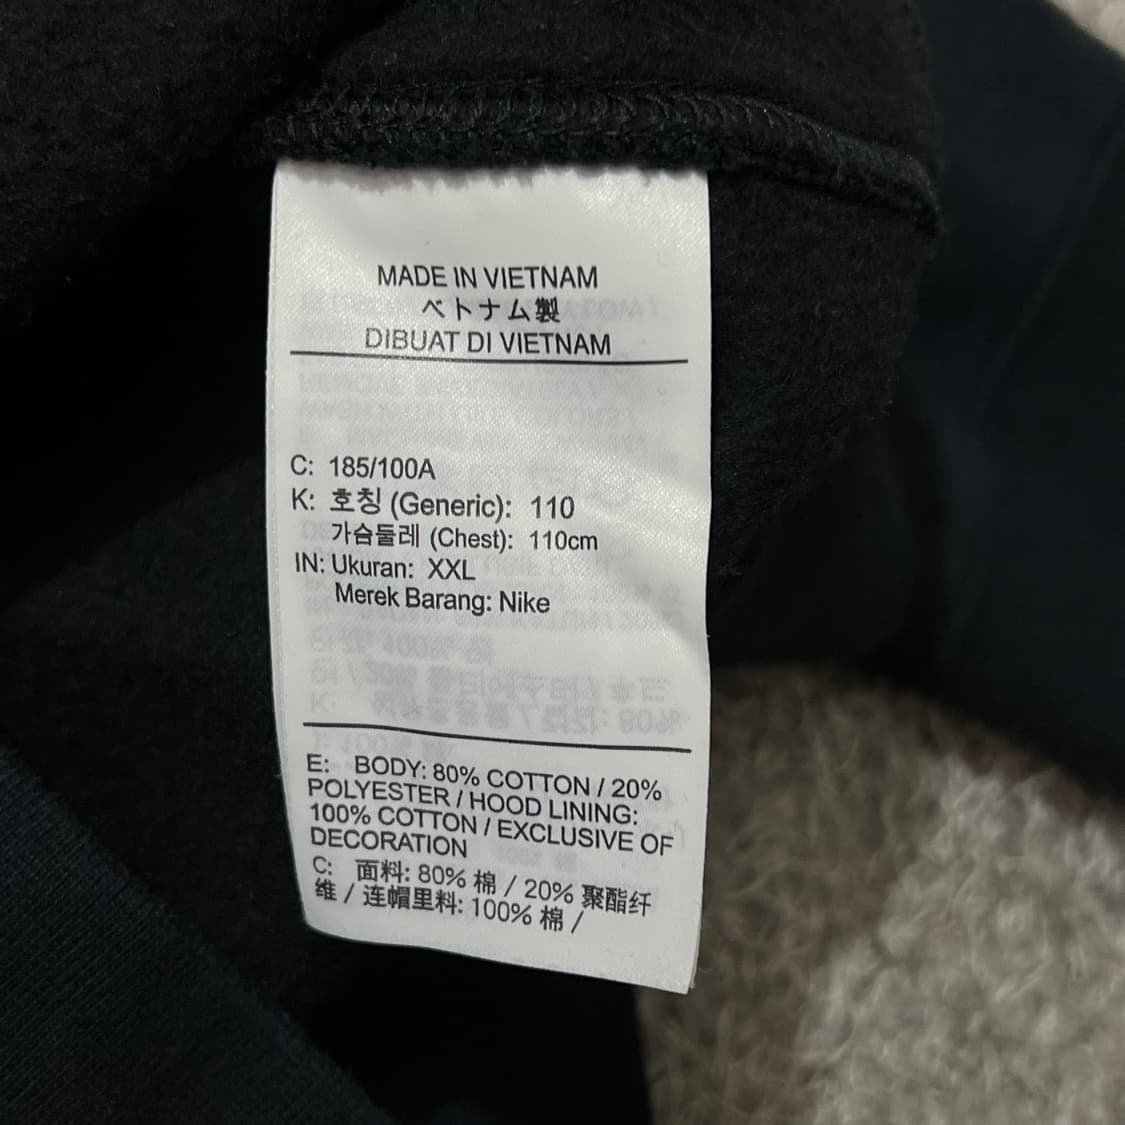 MADE IN VIETNAM
ベトナム製
DIBUAT DI VIETNAM
C: 185/100A
K: 호칭 (Generic): 110
가슴둘레 (Chest): 110cm
IN: Ukuran: XXL
Merek Barang: Nike
E: BODY: 80% COTTON / 20%
POLYESTER / HOOD LINING:
100% COTTON / EXCLUSIVE OF
DECORATION
C: 面料: 80% 棉 / 20% 聚酯纤
维 / 连帽里料: 100% 棉 /